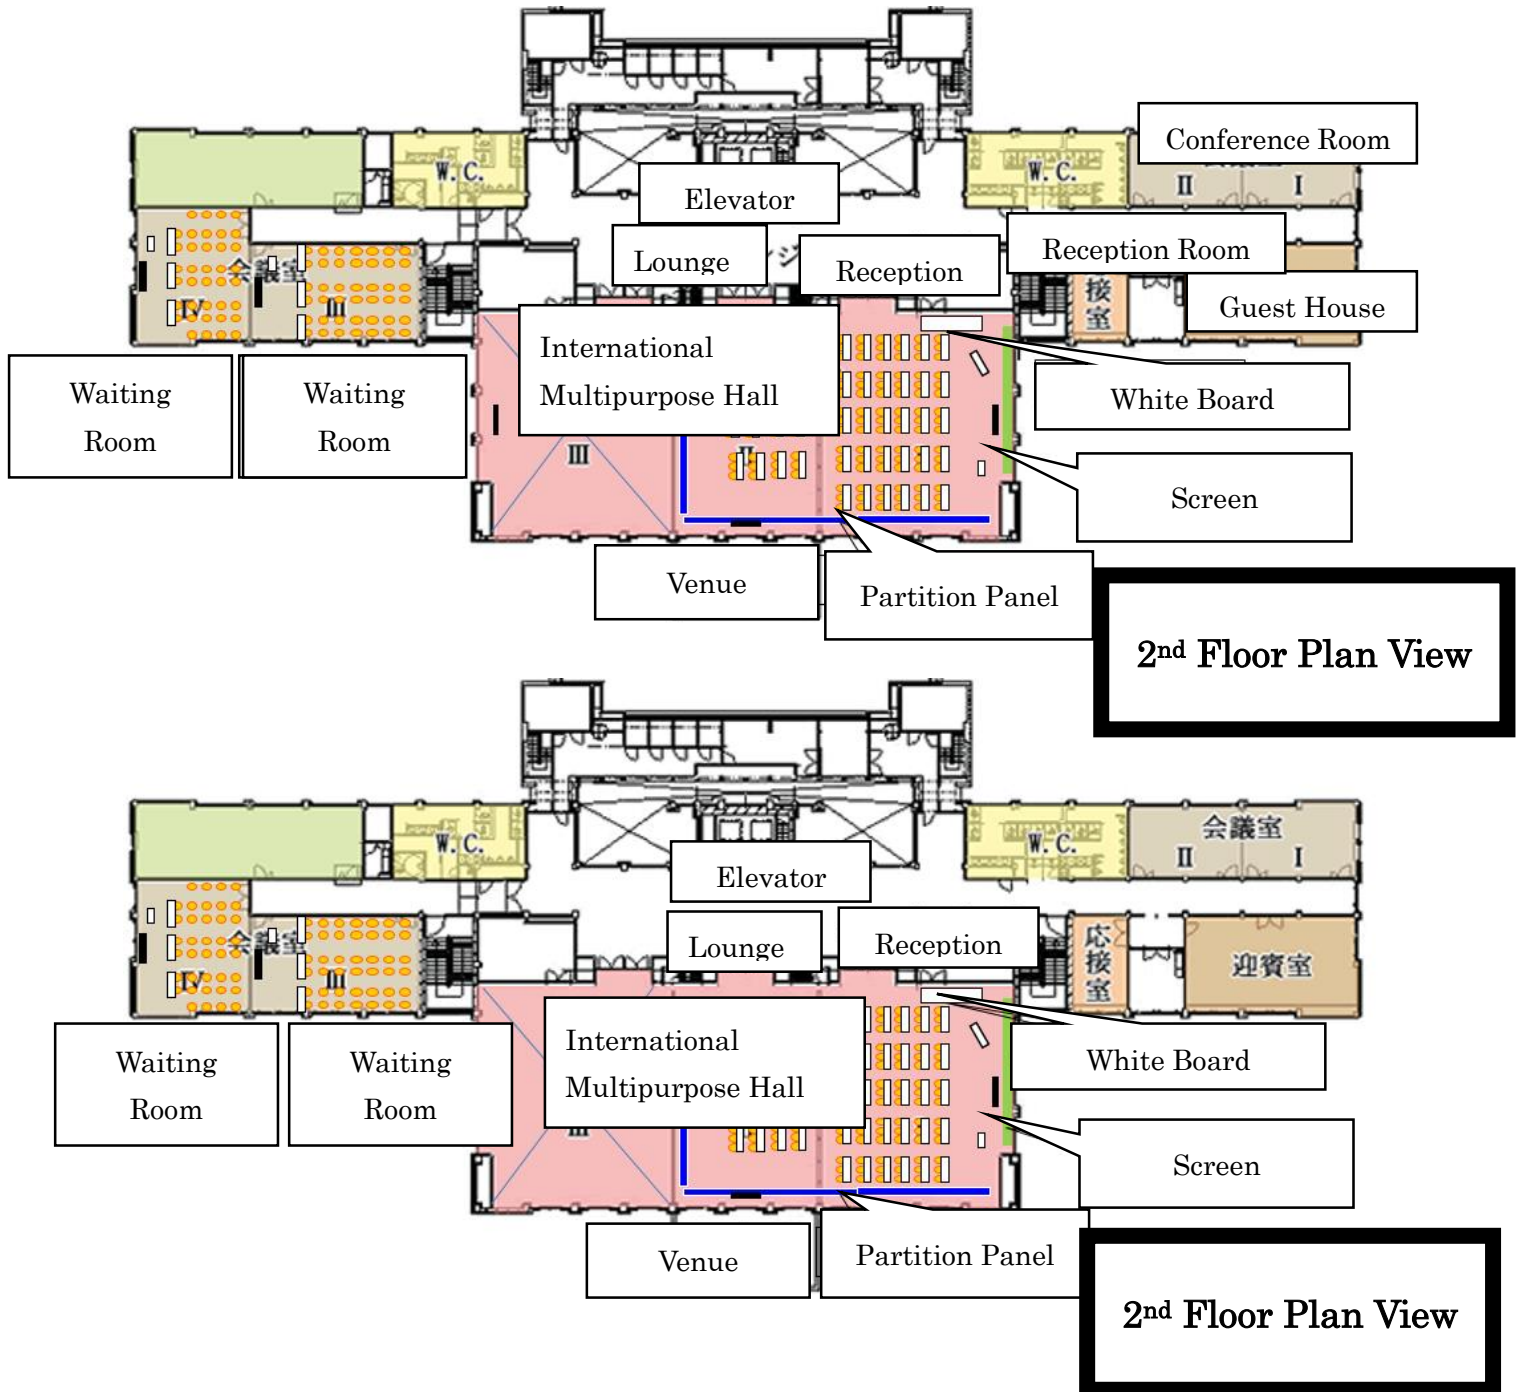 Conference Room
W.C.
W.C.
II
I
Elevator
Lounge
Reception
Reception Room
接
室
Guest House
会議室
IV
III
International
Multipurpose Hall
Waiting
Room
Waiting
Room
White Board
III
Screen
Venue
Partition Panel
2nd Floor Plan View
W.C.
W.C.
会議室
II
I
Elevator
Lounge
Reception
応
接
室
迎賓室
会議室
IV
III
International
Multipurpose Hall
Waiting
Room
Waiting
Room
White Board
III
Screen
Venue
Partition Panel
2nd Floor Plan View